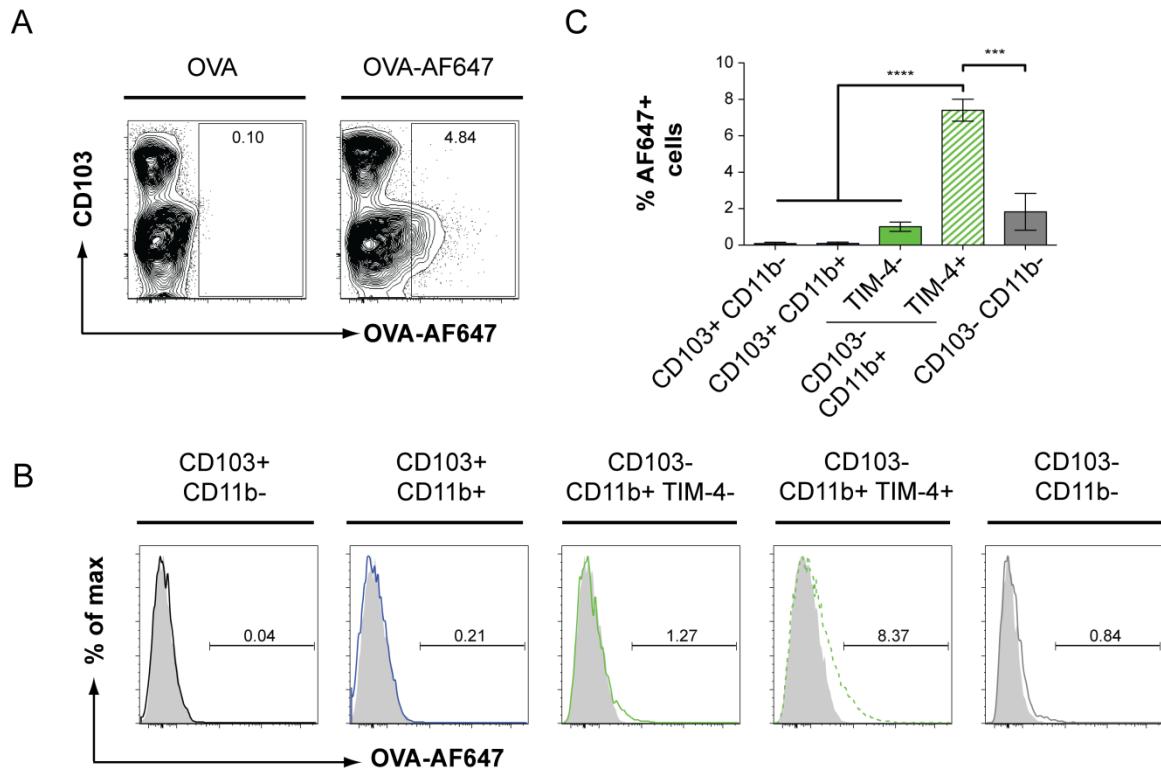 A
OVA
OVA-AF647
0.10
4.84
CD103
OVA-AF647
C
10
8
6
4
2
0
% AF647+
cells
****
***
CD103+ CD11b-
CD103+ CD11b+
TIM-4-
TIM-4+
CD103-
CD11b+
CD103- CD11b-
B
CD103+
CD11b-
CD103+
CD11b+
CD103-
CD11b+ TIM-4-
CD103-
CD11b+ TIM-4+
CD103-
CD11b-
0.04
0.21
1.27
8.37
0.84
% of max
OVA-AF647